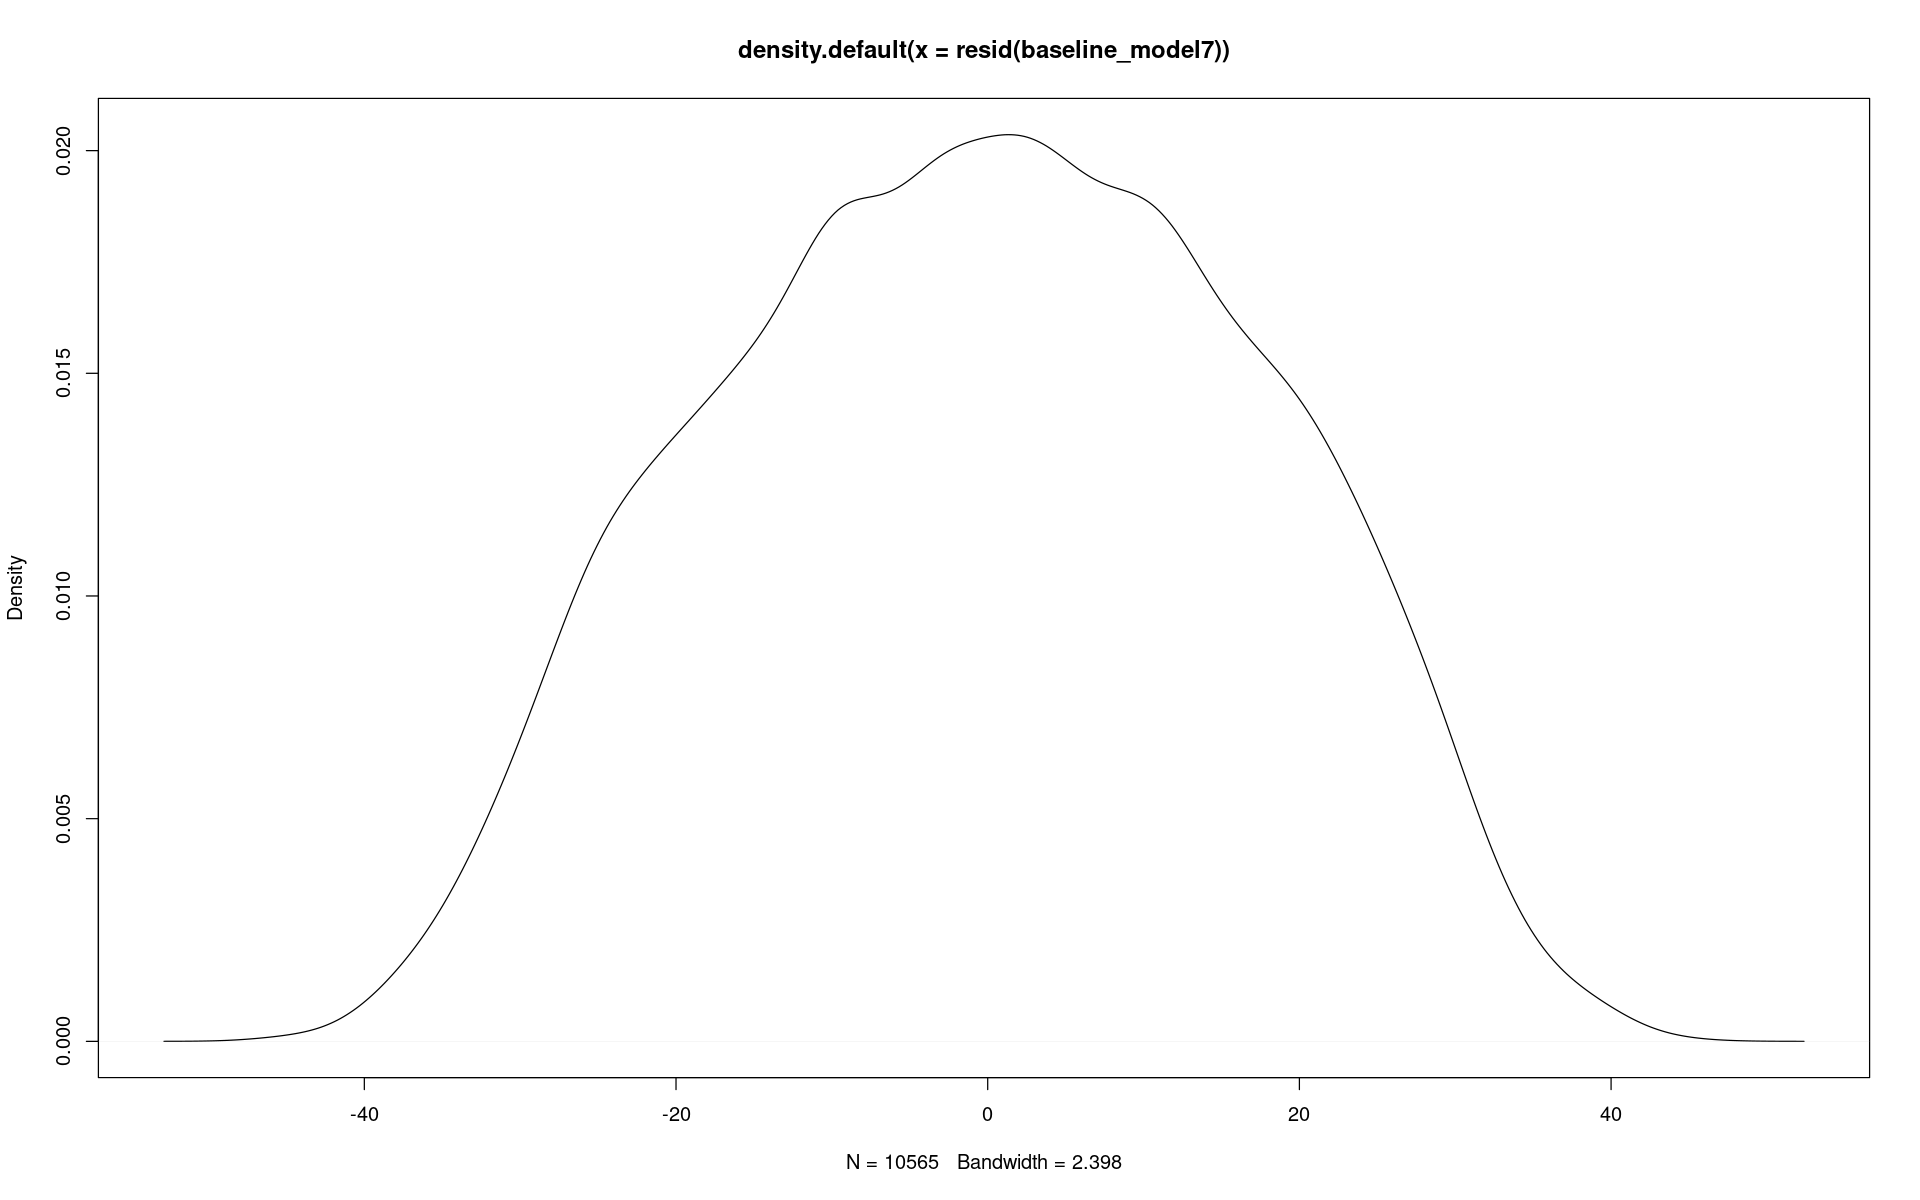 density.default(x = resid(baseline_model7))
0.020
0.015
0.010
0.005
0.000
Density
-40 -20 0 20 40
N = 10565 Bandwidth = 2.398